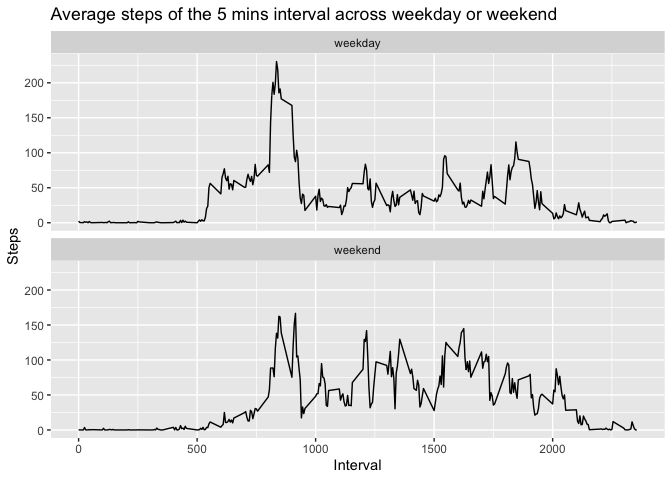 Average steps of the 5 mins interval across weekday or weekend
weekday
200
150
100
50
0
Steps
weekend
200
150
100
50
0
0 500 1000 1500 2000
Interval